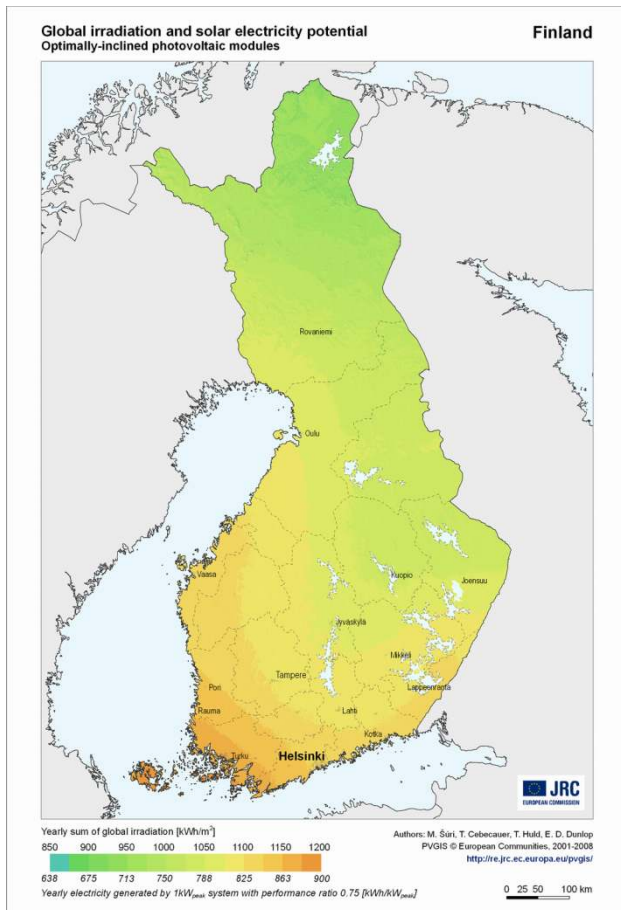 Global irradiation and solar electricity potential
Optimally-inclined photovoltaic modules
Finland
Rovaniemi
Oulu
Vaasa
Kuopio
Joensuu
Jyväskylä
Mikkeli
Tampere
Lappeenranta
Pori
Rauma
Lahti
Kotka
Turku
Helsinki
JRC
EUROPEAN COMMISSION
Yearly sum of global irradiation [kWh/m²]
850 900 950 1000 1050 1100 1150 1200
638 675 713 750 788 825 863 900
Yearly electricity generated by 1kWpeak system with performance ratio 0.75 [kWh/kWpeak]
Authors: M. Šúri, T. Cebecauer, T. Huld, E. D. Dunlop
PVGIS © European Communities, 2001-2008
http://re.jrc.ec.europa.eu/pvgis/
0 25 50 100 km